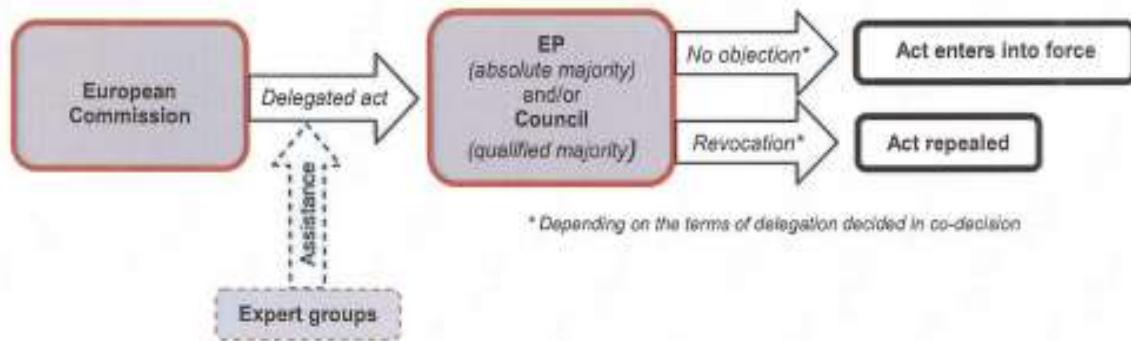 European
Commission
Delegated act
EP
(absolute majority)
and/or
Council
(qualified majority)
No objection*
Revocation*
Act enters into force
Act repealed
* Depending on the terms of delegation decided in co-decision
Assistance
Expert groups